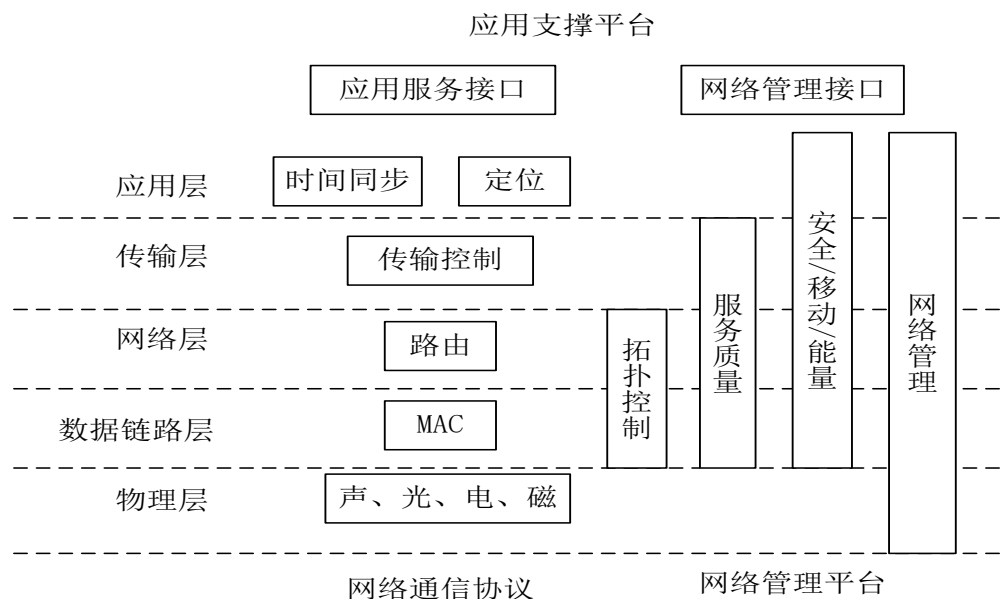 应用支撑平台
应用服务接口
网络管理接口
应用层
时间同步
定位
传输层
传输控制
网络层
路由
数据链路层
MAC
物理层
声、光、电、磁
拓扑控制
服务质量
安全/移动/能量
网络管理
网络通信协议
网络管理平台